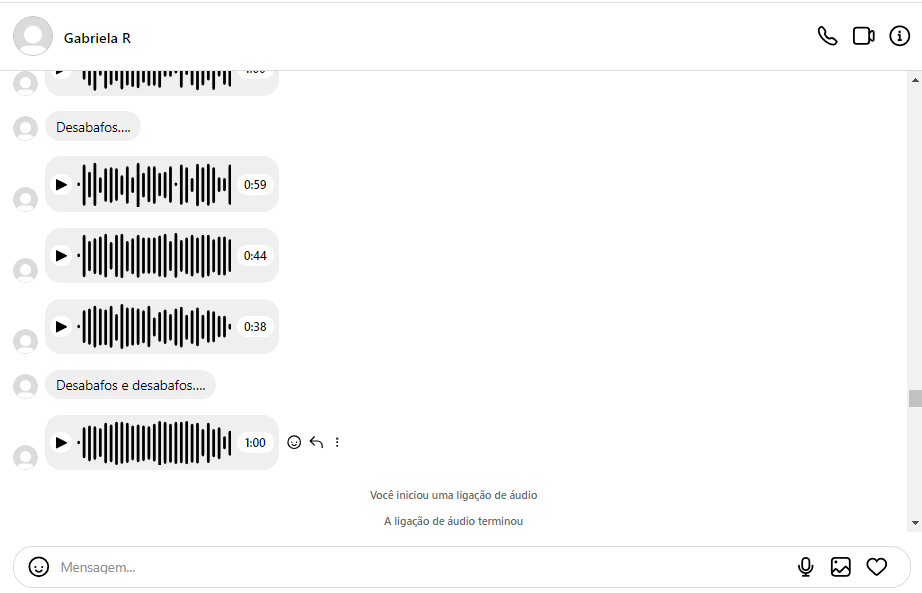 Gabriela R
Desabafos....
0:59
0:44
0:38
Desabafos e desabafos....
1:00
Você iniciou uma ligação de áudio
A ligação de áudio terminou
Mensagem...